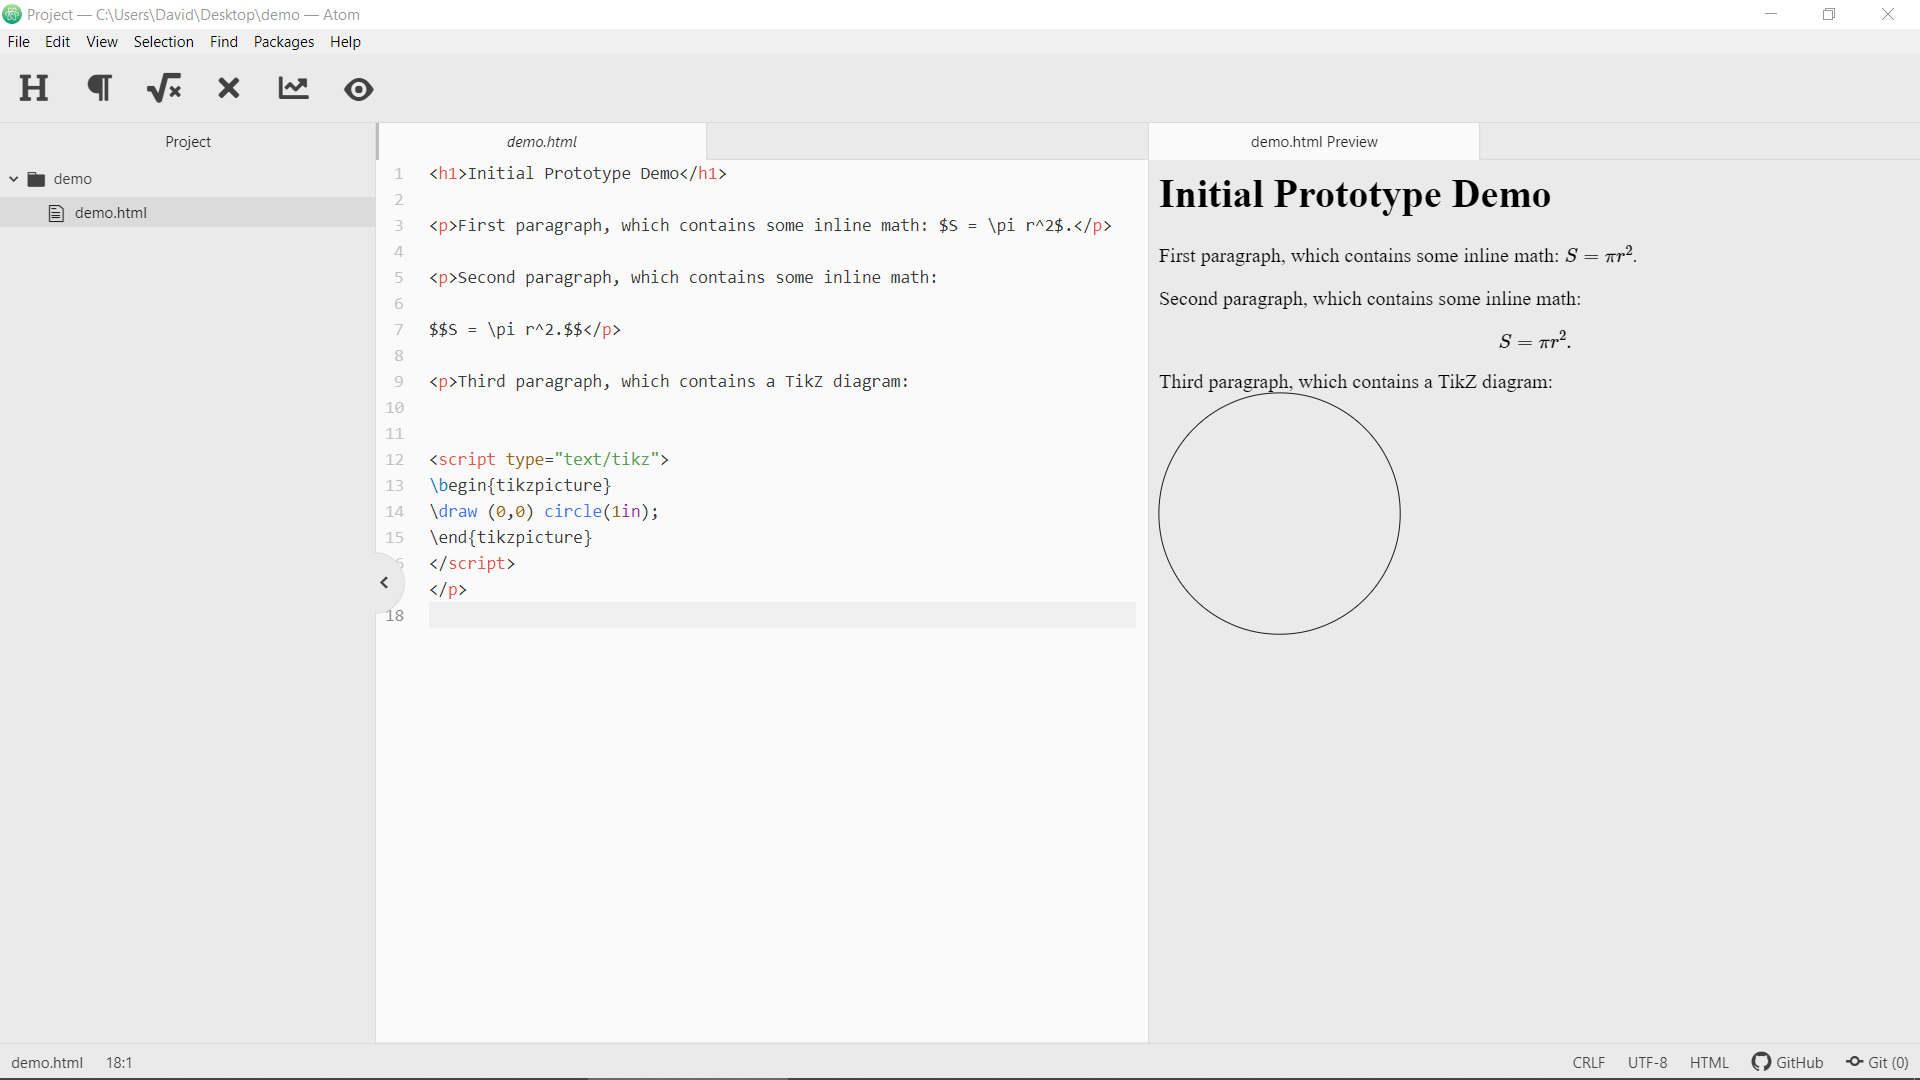 Project — C:\Users\David\Desktop\demo — Atom
File Edit View Selection Find Packages Help
H
Project
demo
demo.html
demo.html
1 <h1>Initial Prototype Demo</h1>
2
3 <p>First paragraph, which contains some inline math: $S = \pi r^2$.</p>
4
5 <p>Second paragraph, which contains some inline math:
6
7 $$S = \pi r^2.$$</p>
8
9 <p>Third paragraph, which contains a TikZ diagram:
10
11
12 <script type="text/tikz">
13 \begin{tikzpicture}
14 \draw (0,0) circle(1in);
15 \end{tikzpicture}
6 </script>
</p>
18
demo.html Preview
Initial Prototype Demo
First paragraph, which contains some inline math: S = πr².
Second paragraph, which contains some inline math:
S = πr².
Third paragraph, which contains a TikZ diagram:
demo.html 18:1
CRLF UTF-8 HTML GitHub Git (0)